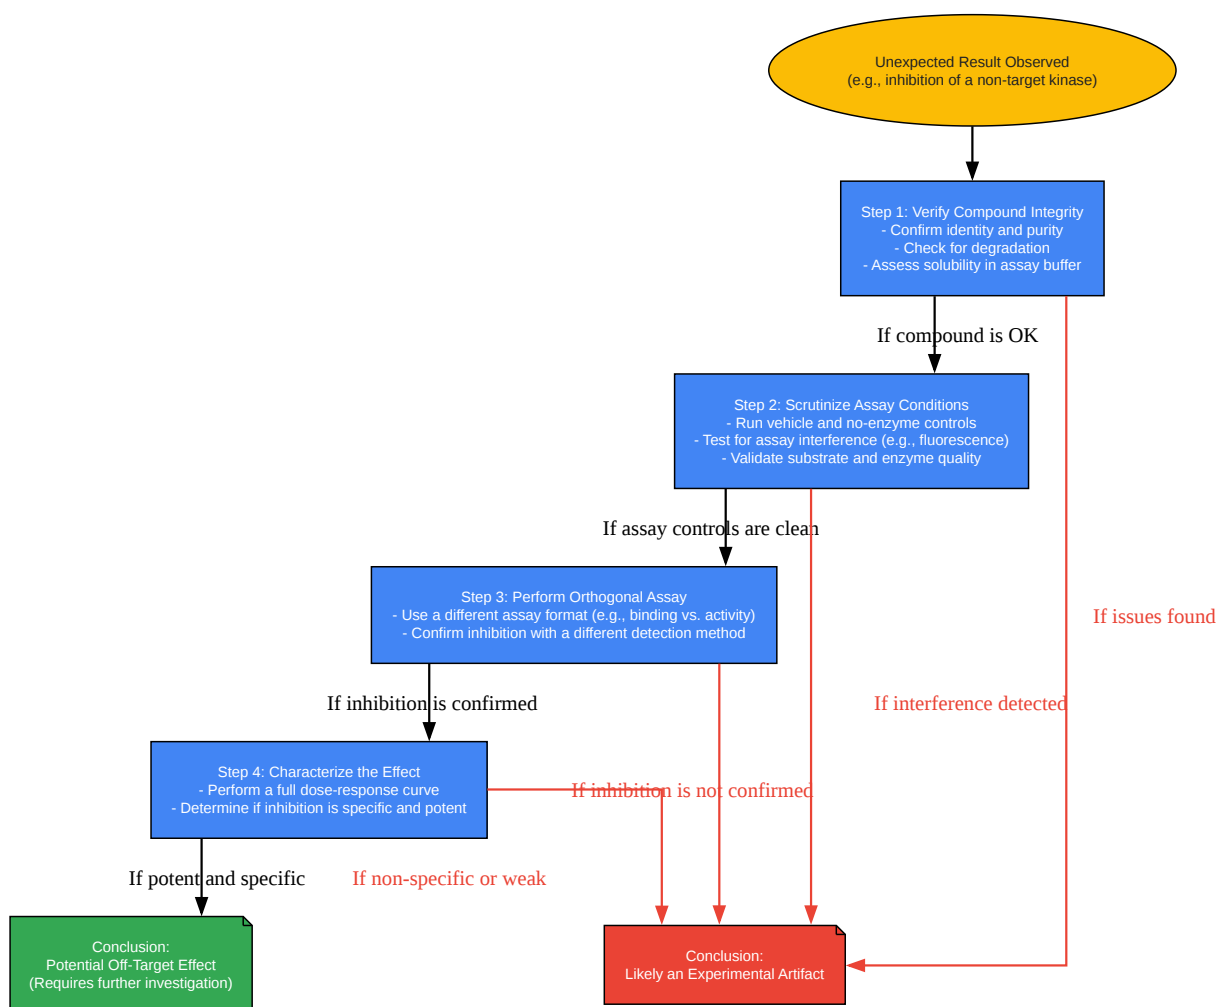 Unexpected Result Observed
(e.g., inhibition of a non-target kinase)
Step 1: Verify Compound Integrity
- Confirm identity and purity
- Check for degradation
- Assess solubility in assay buffer
If compound is OK
Step 2: Scrutinize Assay Conditions
- Run vehicle and no-enzyme controls
- Test for assay interference (e.g., fluorescence)
- Validate substrate and enzyme quality
If assay controls are clean
Step 3: Perform Orthogonal Assay
- Use a different assay format (e.g., binding vs. activity)
- Confirm inhibition with a different detection method
If issues found
If inhibition is confirmed
If interference detected
Step 4: Characterize the Effect
- Perform a full dose-response curve
- Determine if inhibition is specific and potent
If inhibition is not confirmed
If potent and specific
If non-specific or weak
Conclusion:
Potential Off-Target Effect
(Requires further investigation)
Conclusion:
Likely an Experimental Artifact